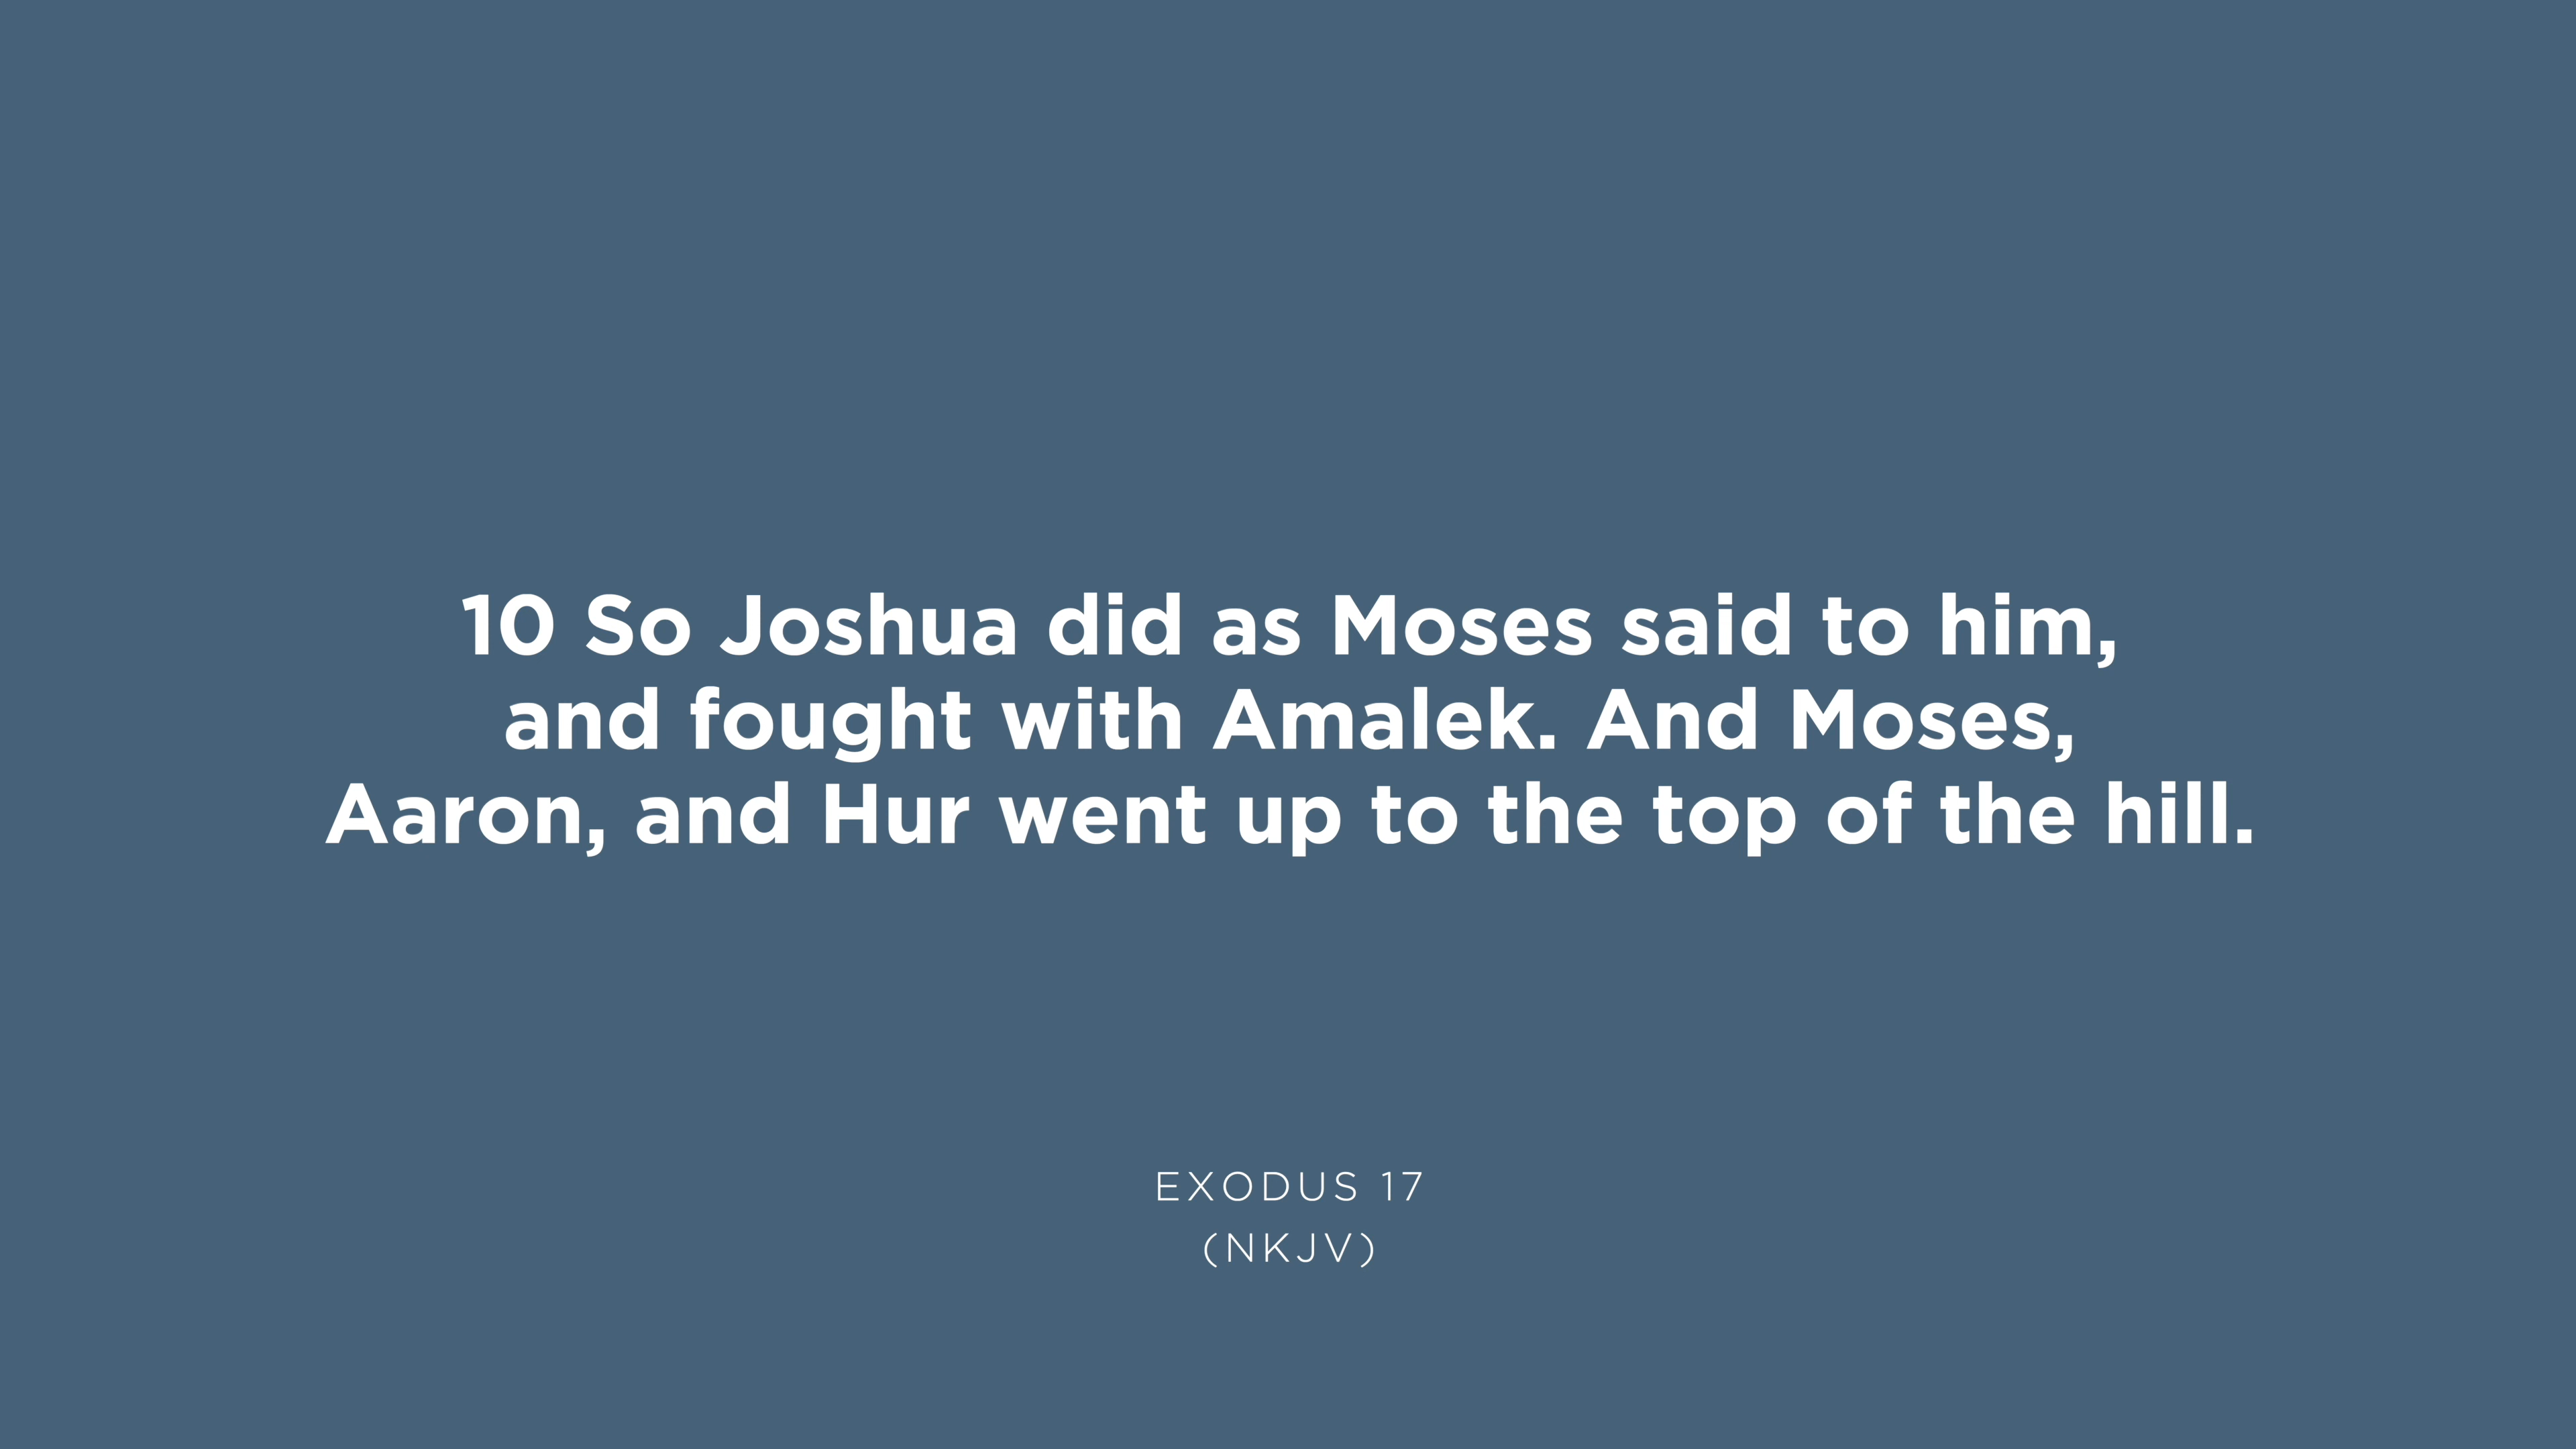 10 So Joshua did as Moses said to him,
and fought with Amalek. And Moses,
Aaron, and Hur went up to the top of the hill.
EXODUS 17
(NKJV)